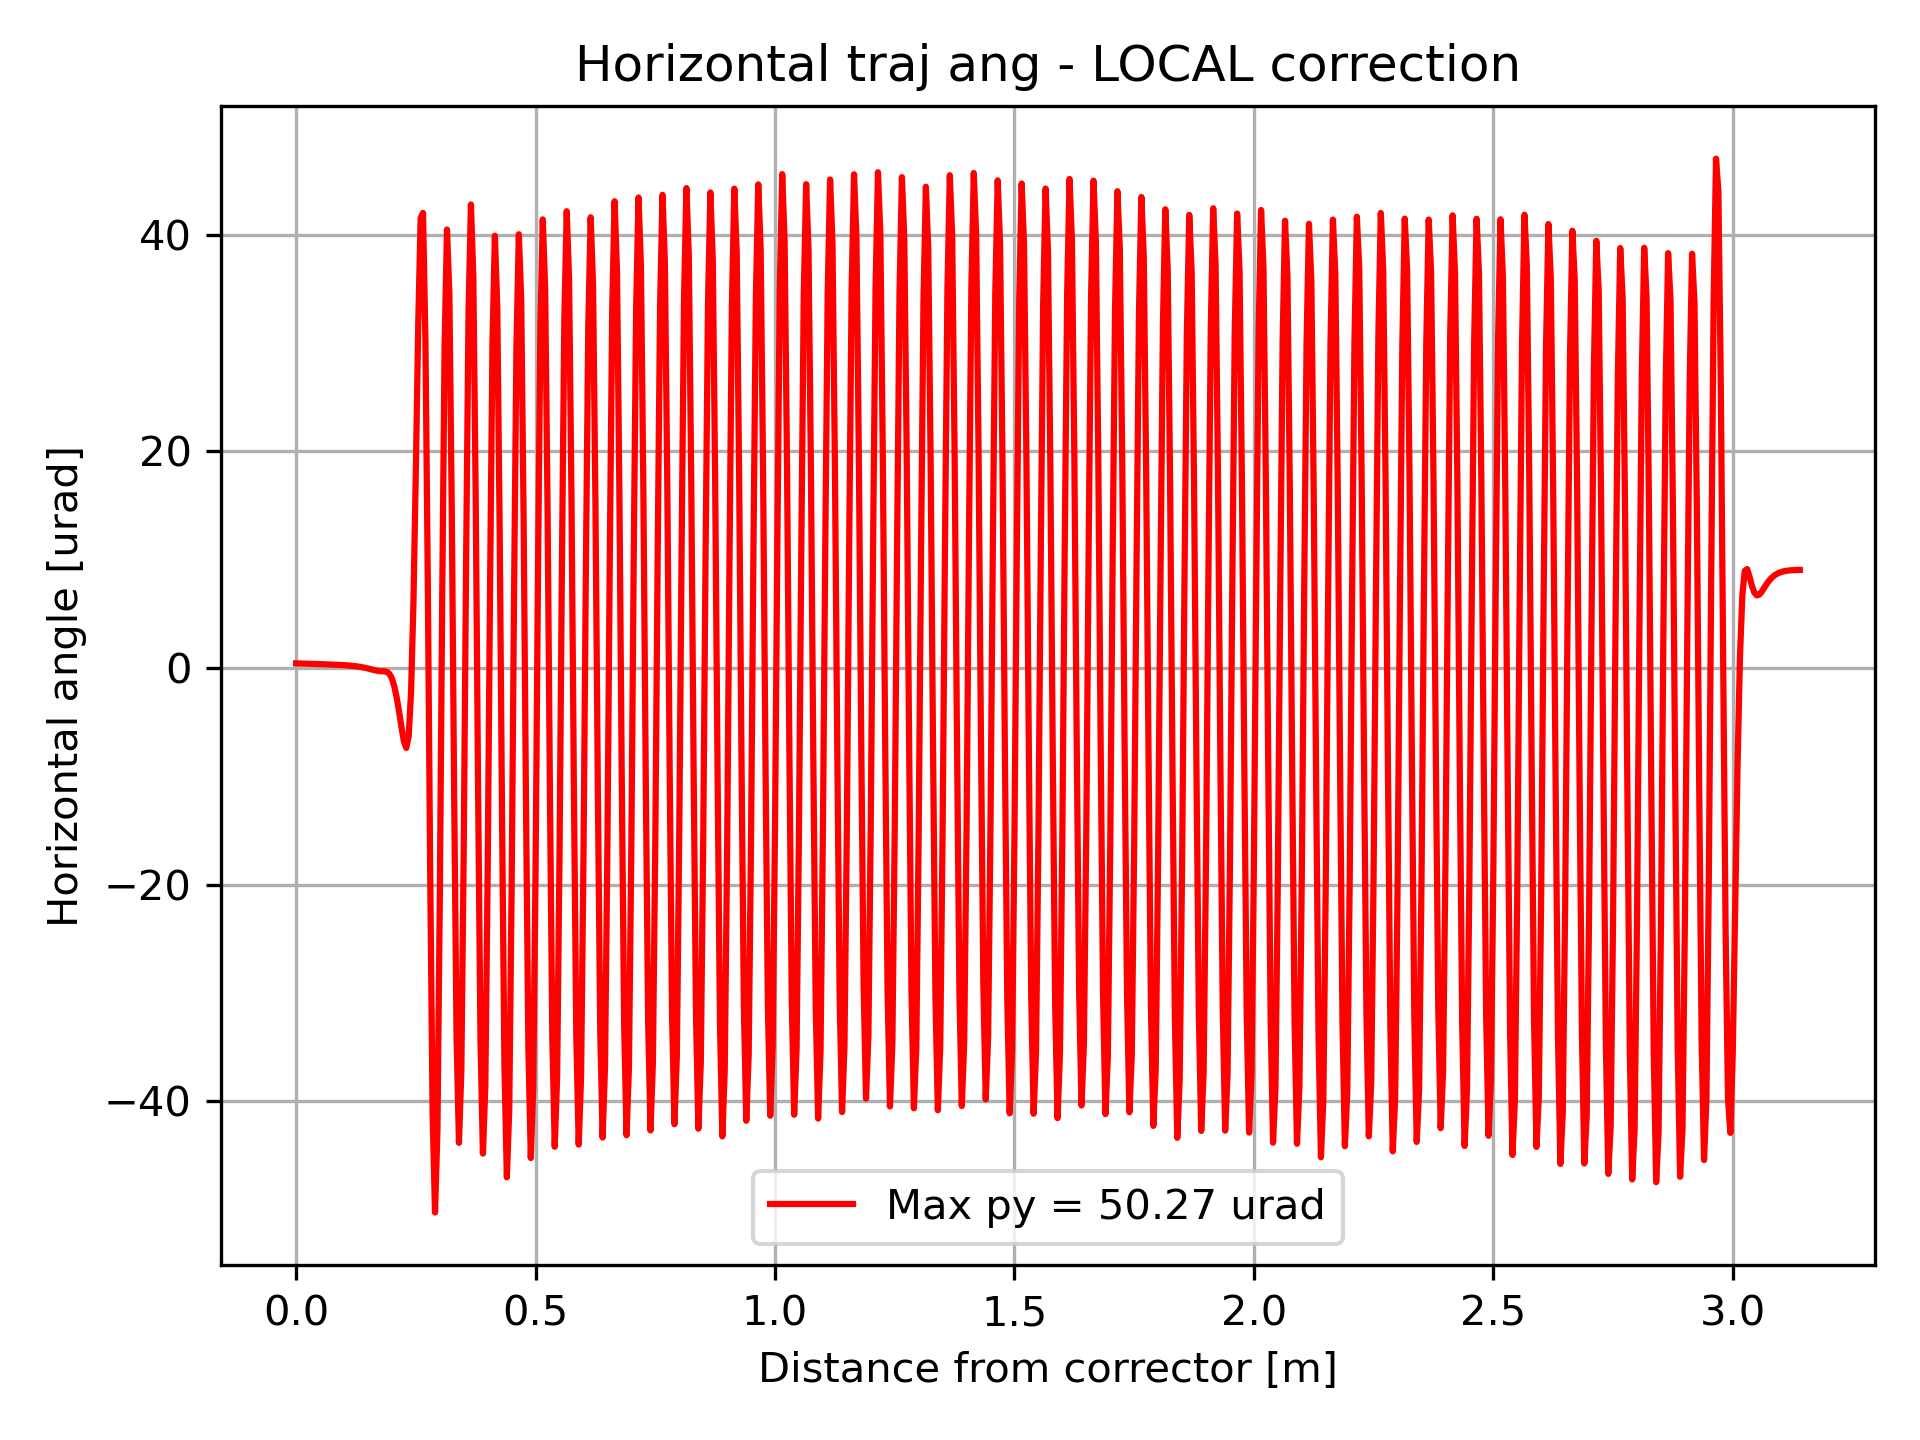 Horizontal traj ang - LOCAL correction
Horizontal angle [urad]
40
20
0
−20
−40
Max py = 50.27 urad
0.0 0.5 1.0 1.5 2.0 2.5 3.0
Distance from corrector [m]